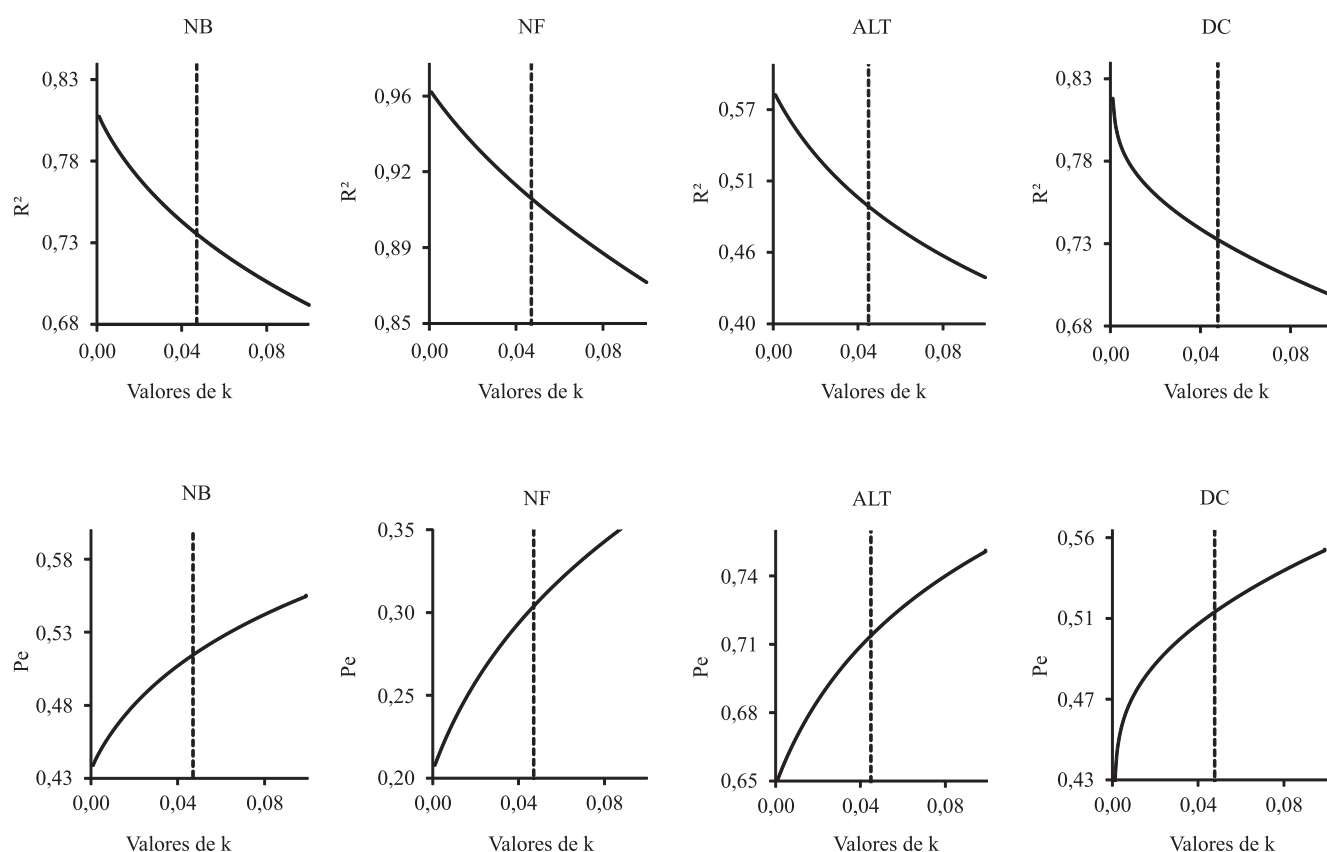 NB
0,83
0,78
0,73
0,68
R²
0,00 0,04 0,08
Valores de k
NF
0,96
0,92
0,89
0,85
R²
0,00 0,04 0,08
Valores de k
ALT
0,57
0,51
0,46
0,40
R²
0,00 0,04 0,08
Valores de k
DC
0,83
0,78
0,73
0,68
R²
0,00 0,04 0,08
Valores de k
NB
0,58
0,53
0,48
0,43
Pe
0,00 0,04 0,08
Valores de k
NF
0,35
0,30
0,25
0,20
Pe
0,00 0,04 0,08
Valores de k
ALT
0,74
0,71
0,68
0,65
Pe
0,00 0,04 0,08
Valores de k
DC
0,56
0,51
0,47
0,43
Pe
0,00 0,04 0,08
Valores de k